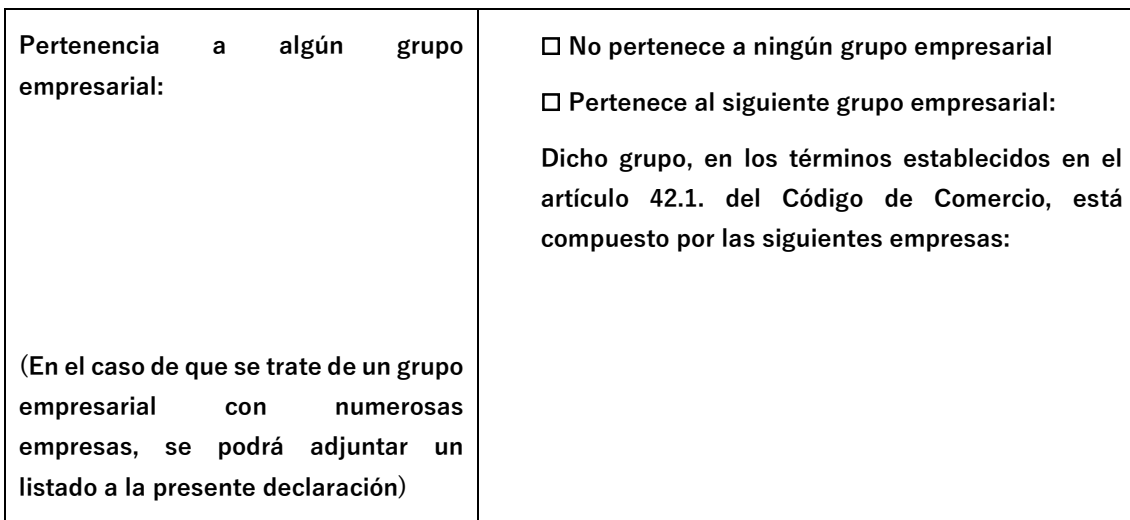 Pertenencia a algún grupo
empresarial:
(En el caso de que se trate de un grupo
empresarial con numerosas
empresas, se podrá adjuntar un
listado a la presente declaración)
☐ No pertenece a ningún grupo empresarial
☐ Pertenece al siguiente grupo empresarial:
Dicho grupo, en los términos establecidos en el
artículo 42.1. del Código de Comercio, está
compuesto por las siguientes empresas: